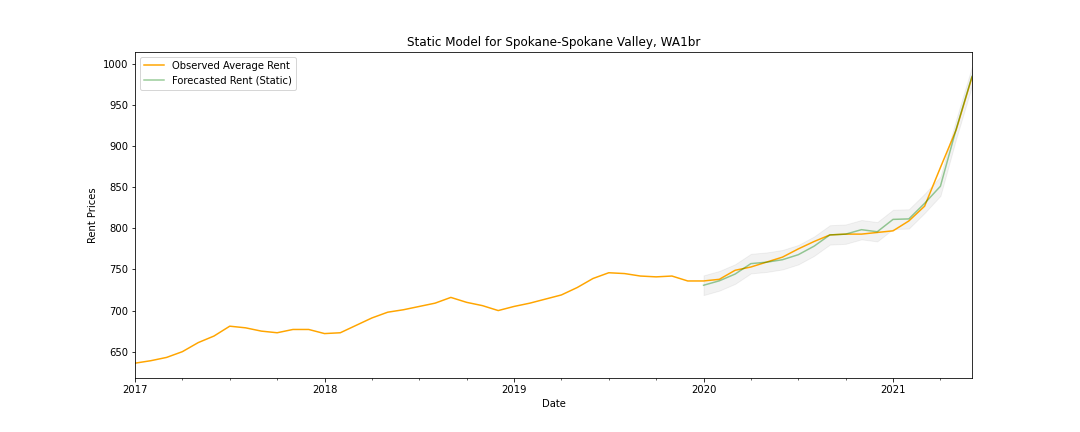 Static Model for Spokane-Spokane Valley, WA1br
Observed Average Rent
Forecasted Rent (Static)
Rent Prices
1000
950
900
850
800
750
700
650
2017
2018
2019
2020
2021
Date